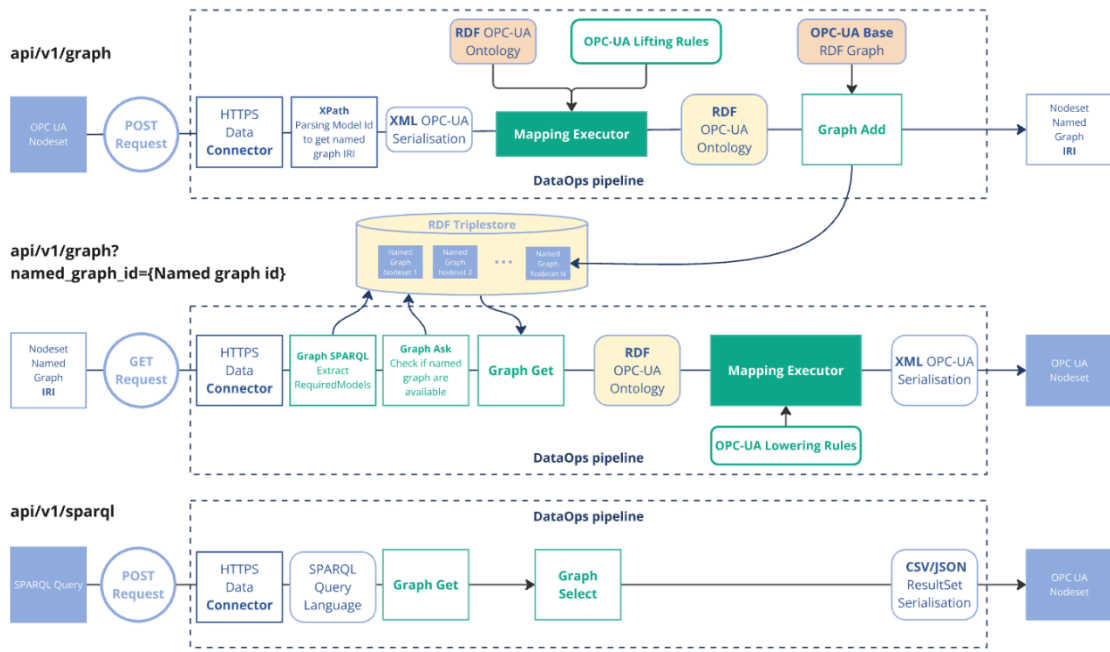 api/v1/graph
RDF OPC-UA
Ontology
OPC-UA Lifting Rules
OPC-UA Base
RDF Graph
OPC UA
Nodeset
POST
Request
HTTPS
Data
Connector
XPath
Parsing Model Id
to get named
graph IRI
XML OPC-UA
Serialisation
Mapping Executor
RDF
OPC-UA
Ontology
Graph Add
Nodeset
Named
Graph
IRI
DataOps pipeline
RDF Triplestore
Named
Graph
Nodeset 1
Named
Graph
Nodeset 2
...
Named
Graph
Nodeset N
api/v1/graph?
named_graph_id={Named graph id}
Nodeset
Named
Graph
IRI
GET
Request
HTTPS
Data
Connector
Graph SPARQL
Extract
RequiredModels
Graph Ask
Check if named
graph are
available
Graph Get
RDF
OPC-UA
Ontology
Mapping Executor
XML OPC-UA
Serialisation
OPC UA
Nodeset
OPC-UA Lowering Rules
DataOps pipeline
api/v1/sparql
DataOps pipeline
SPARQL Query
POST
Request
HTTPS
Data
Connector
SPARQL
Query
Language
Graph Get
Graph
Select
CSV/JSON
ResultSet
Serialisation
OPC UA
Nodeset